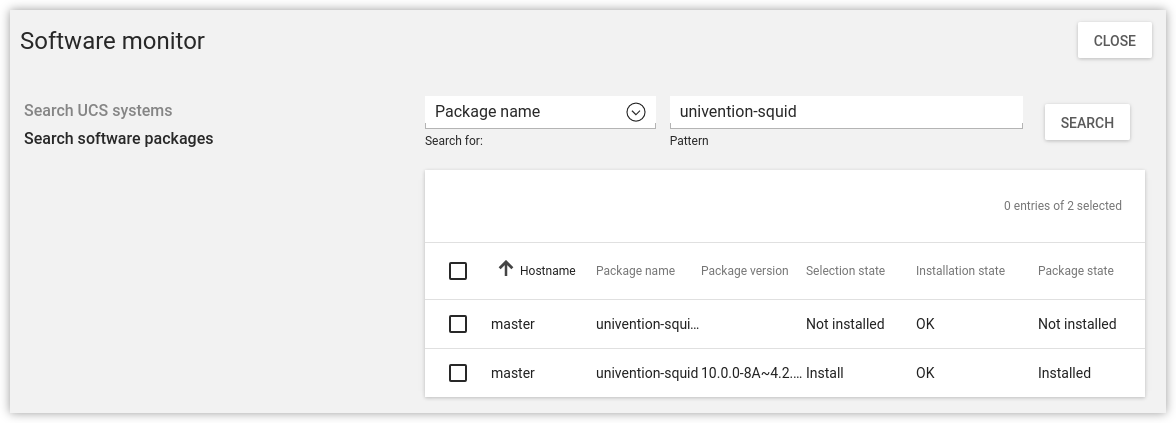 Software monitor
CLOSE
Search UCS systems
Search software packages
Package name
univention-squid
Search for:
Pattern
SEARCH
0 entries of 2 selected
Hostname Package name Package version Selection state Installation state Package state
master univention-squi... Not installed OK Not installed
master univention-squid 10.0.0-8A~4.2.... Install OK Installed